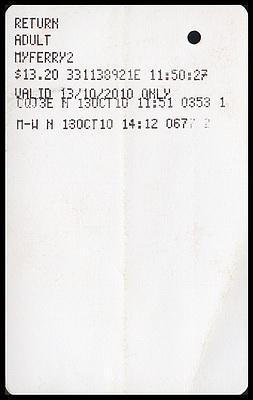 RETURN
ADULT
MYFERRY2
$13.20 331138921E 11:50:27
VALID 13/10/2010 ONLY
CQJ3E N 13OCT10 11:51 0353 1
M-W N 13OCT10 14:12 0677 2